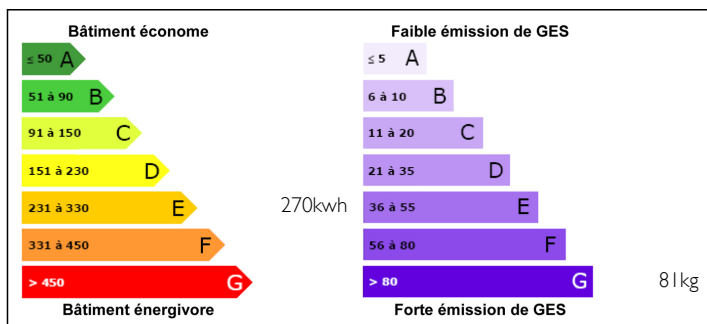 Bâtiment économe
≤ 50 A
51 à 90 B
91 à 150 C
151 à 230 D
231 à 330 E
270kwh
331 à 450 F
> 450 G
Bâtiment énergivore
Faible émission de GES
≤ 5 A
6 à 10 B
11 à 20 C
21 à 35 D
36 à 55 E
56 à 80 F
> 80 G
81kg
Forte émission de GES